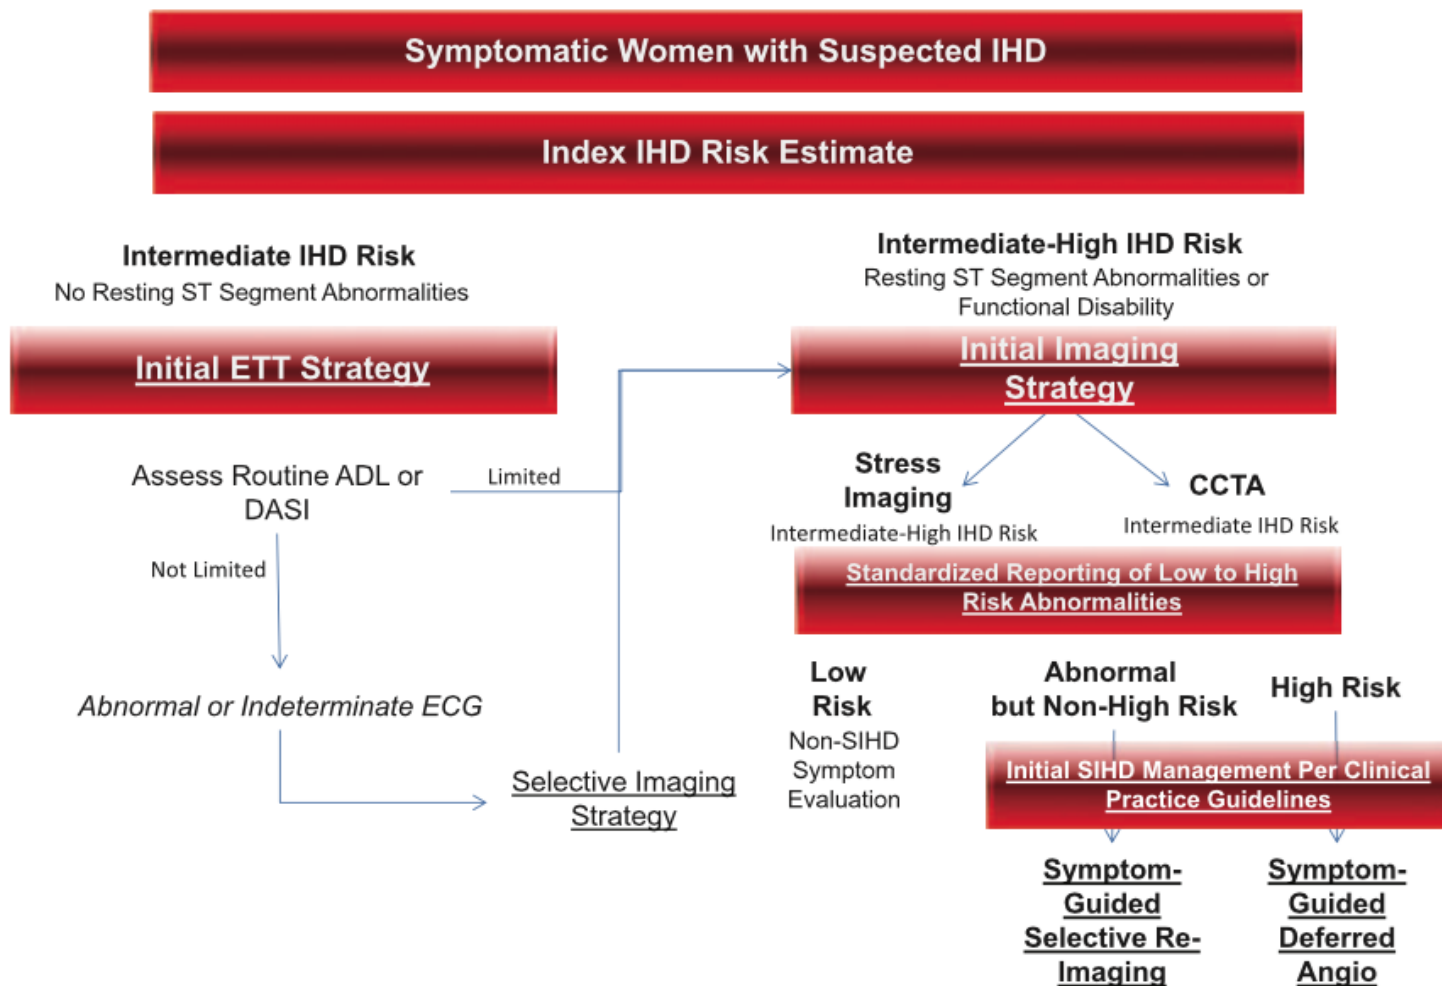 Symptomatic Women with Suspected IHD
Index IHD Risk Estimate
Intermediate IHD Risk
No Resting ST Segment Abnormalities
Initial ETT Strategy
Assess Routine ADL or
DASI
Limited
Not Limited
Abnormal or Indeterminate ECG
Selective Imaging
Strategy
Intermediate-High IHD Risk
Resting ST Segment Abnormalities or
Functional Disability
Initial Imaging
Strategy
Stress
Imaging
Intermediate-High IHD Risk
CCTA
Intermediate IHD Risk
Standardized Reporting of Low to High
Risk Abnormalities
Low
Risk
Non-SIHD
Symptom
Evaluation
Abnormal
but Non-High Risk
High Risk
Initial SIHD Management Per Clinical
Practice Guidelines
Symptom-
Guided
Selective Re-
Imaging
Symptom-
Guided
Deferred
Angio